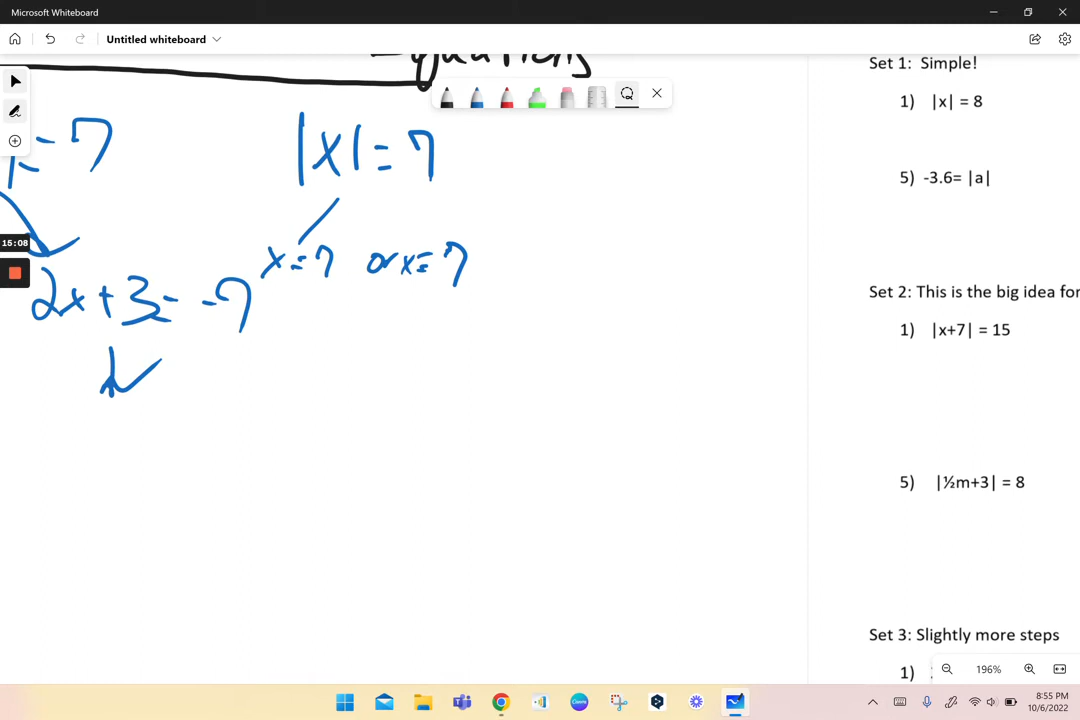 Microsoft Whiteboard
Untitled whiteboard
Equations
= 7
|x| = 7
15:08
x = 7 or x = 7
2x + 3 = -7
Set 1: Simple!
1) |x| = 8
5) -3.6= |a|
Set 2: This is the big idea for
1) |x+7| = 15
5) |½m+3| = 8
Set 3: Slightly more steps
1)
196%
8:55 PM
10/6/2022